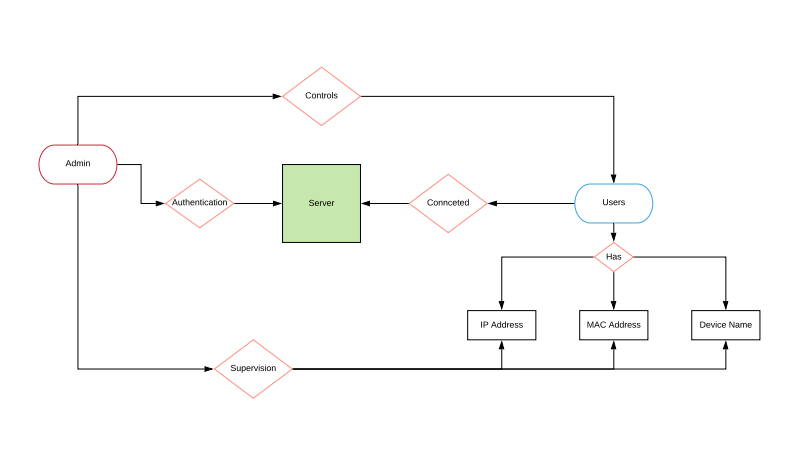 Controls
Admin
Authentication
Server
Connceted
Users
Has
IP Address
MAC Address
Device Name
Supervision